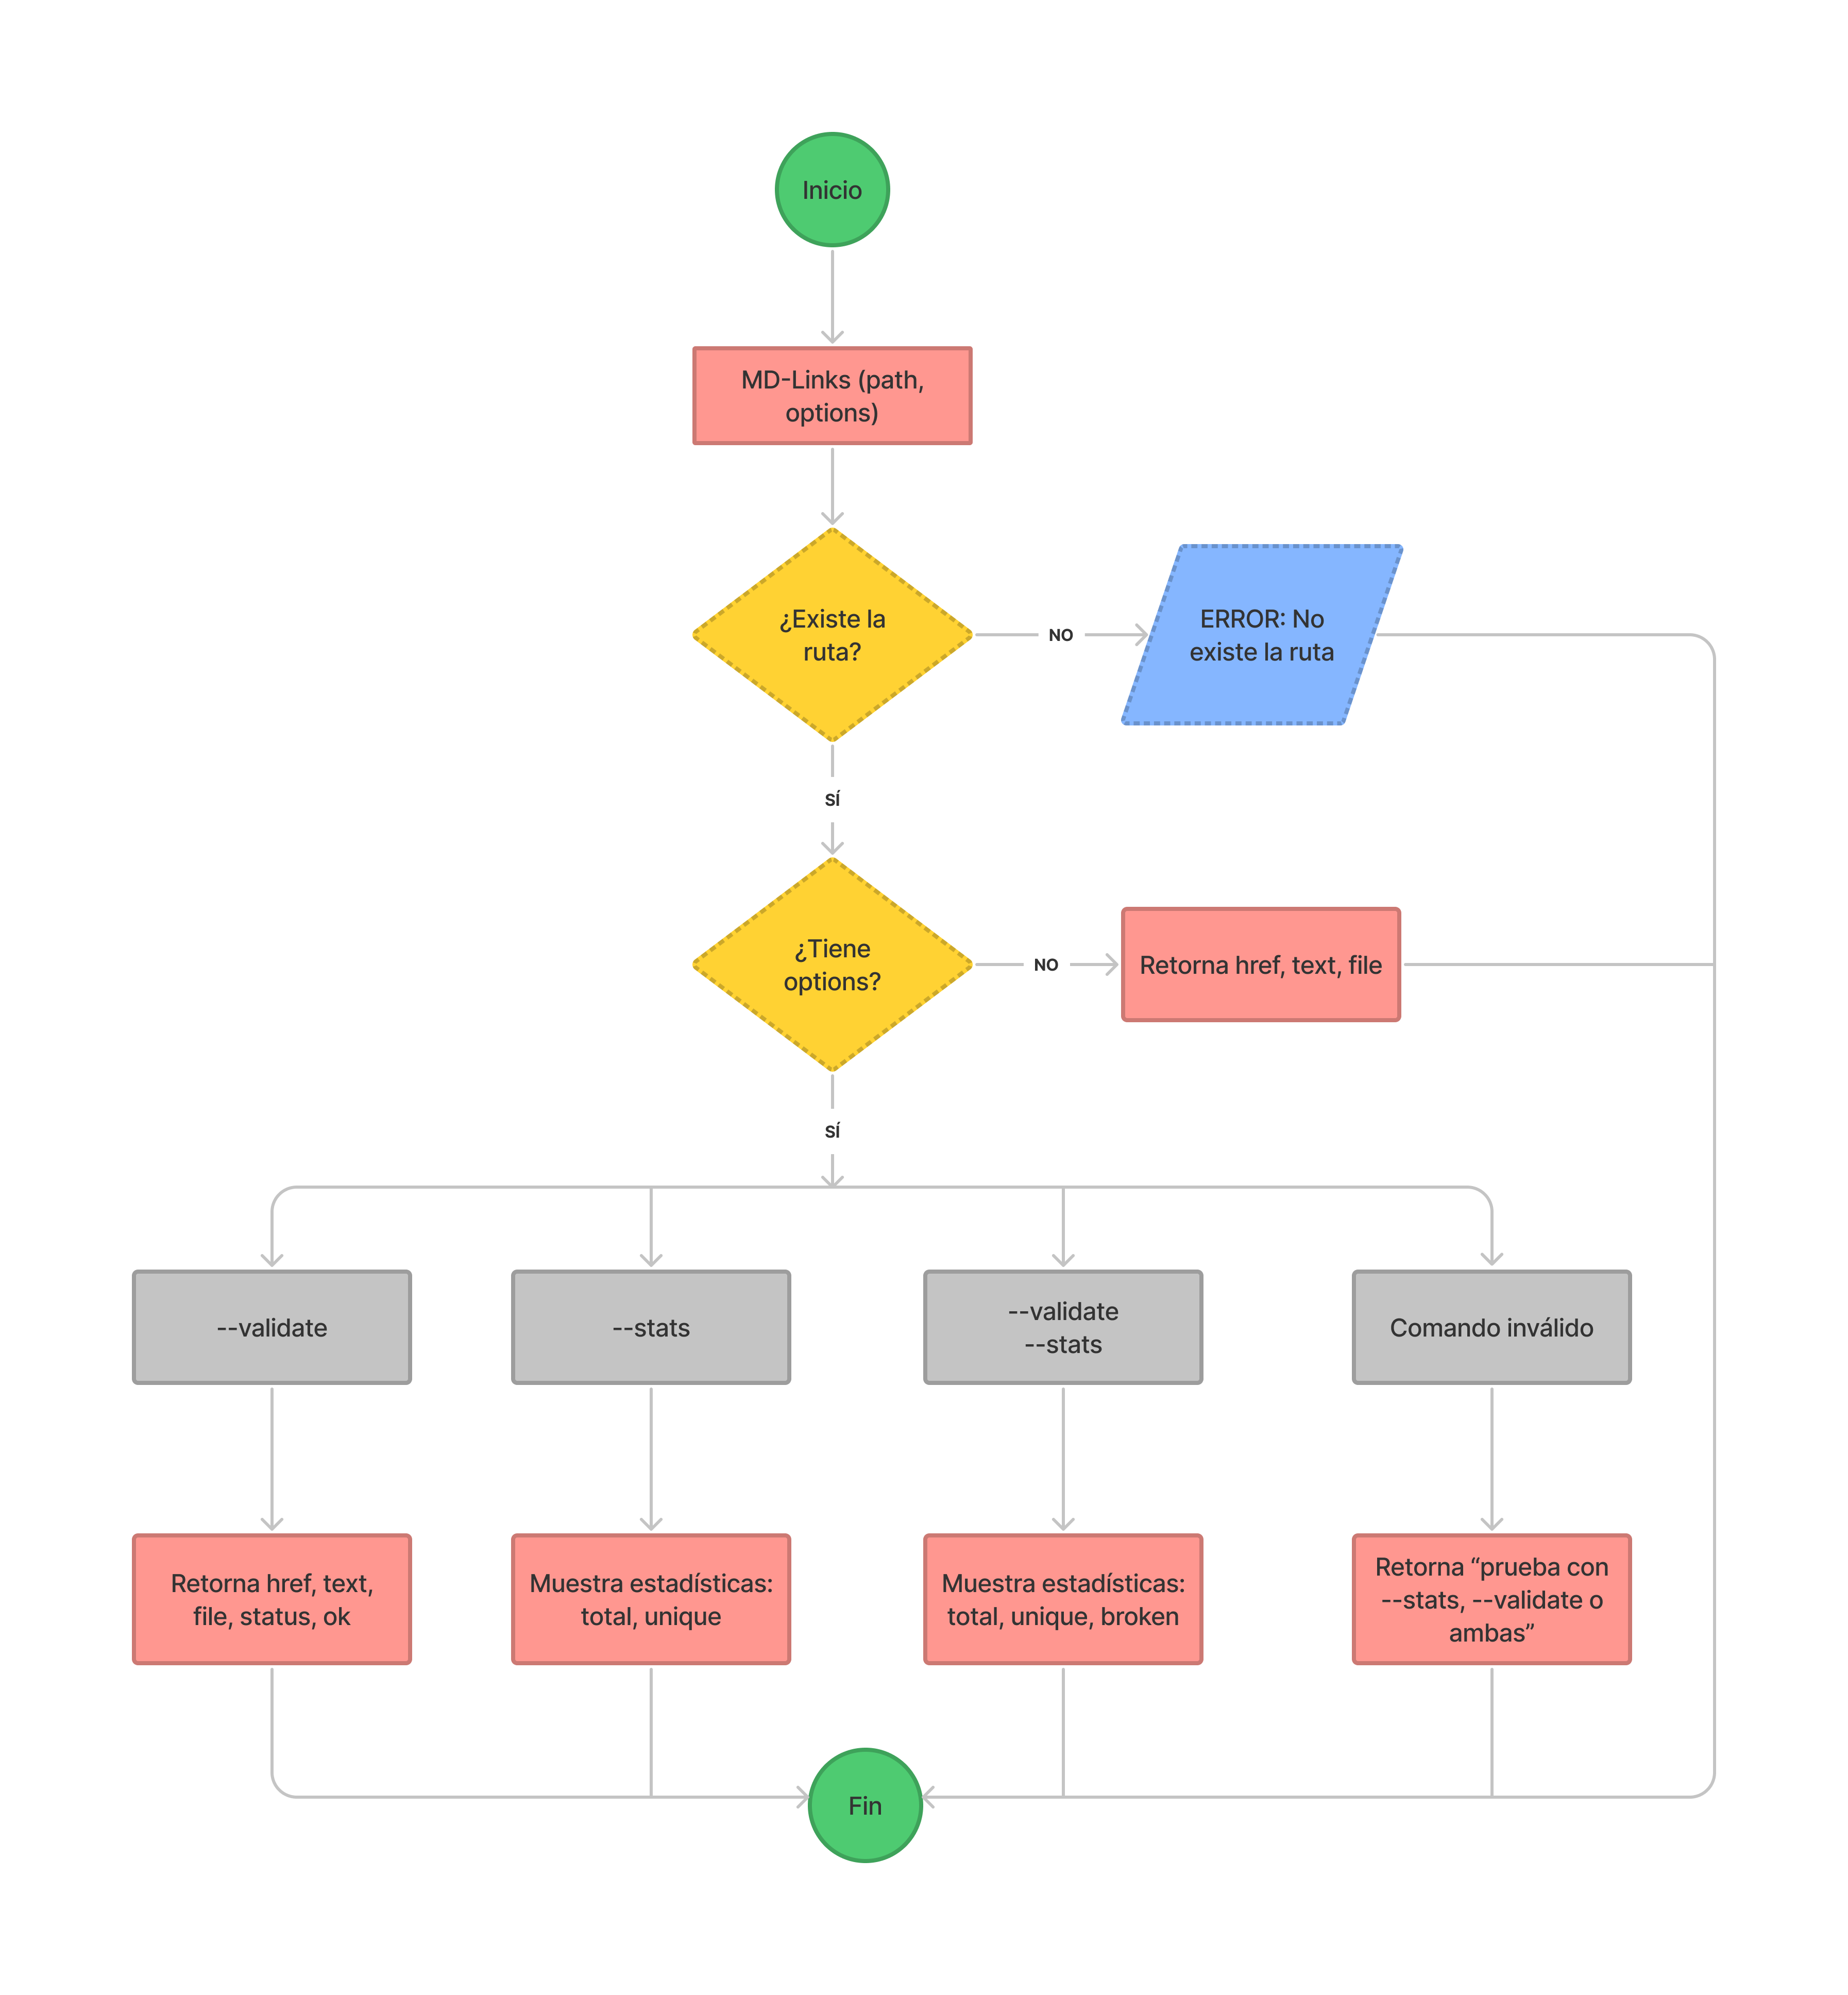 Inicio
MD-Links (path,
options)
¿Existe la
ruta?
NO
ERROR: No
existe la ruta
SÍ
¿Tiene
options?
NO
Retorna href, text, file
SÍ
--validate
--stats
--validate
--stats
Comando inválido
Retorna href, text,
file, status, ok
Muestra estadísticas:
total, unique
Muestra estadísticas:
total, unique, broken
Retorna “prueba con
--stats, --validate o
ambas”
Fin